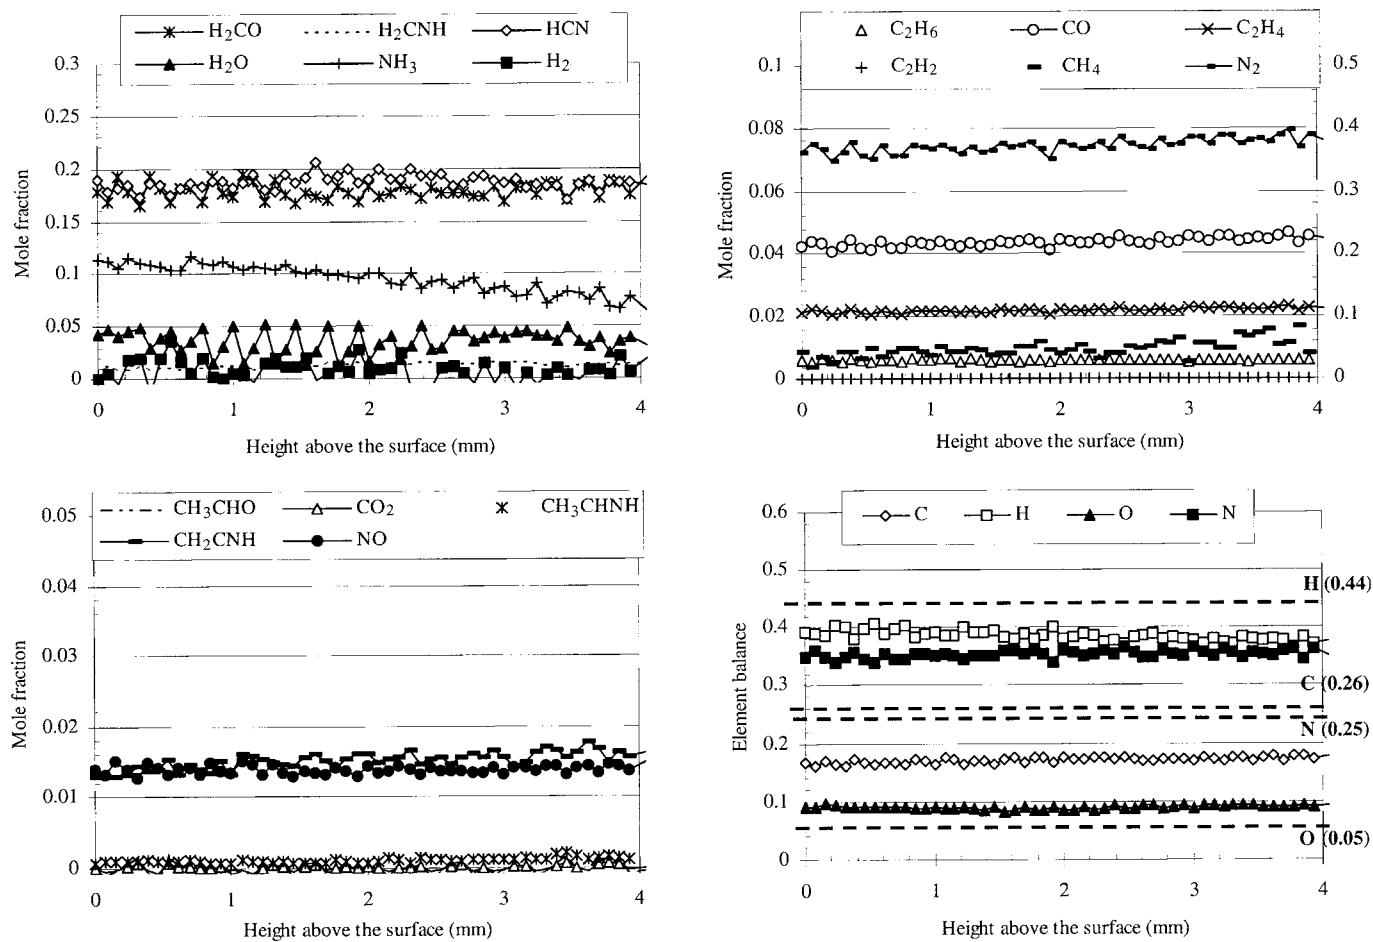 H₂CO H₂CNH HCN
H₂O NH₃ H₂
0.3
0.25
0.2
0.15
0.1
0.05
0
Mole fraction
0 1 2 3 4
Height above the surface (mm)
C₂H₆ CO C₂H₄
C₂H₂ CH₄ N₂
0.1
0.08
0.06
0.04
0.02
0
0.5
0.4
0.3
0.2
0.1
0
Mole fraction
0 1 2 3 4
Height above the surface (mm)
CH₃CHO CO₂ CH₃CHNH
CH₂CNH NO
0.05
0.04
0.03
0.02
0.01
0
Mole fraction
0 1 2 3 4
Height above the surface (mm)
C H O N
0.6
0.5
0.4
0.3
0.2
0.1
0
Element balance
H (0.44)
C (0.26)
N (0.25)
O (0.05)
0 1 2 3 4
Height above the surface (mm)